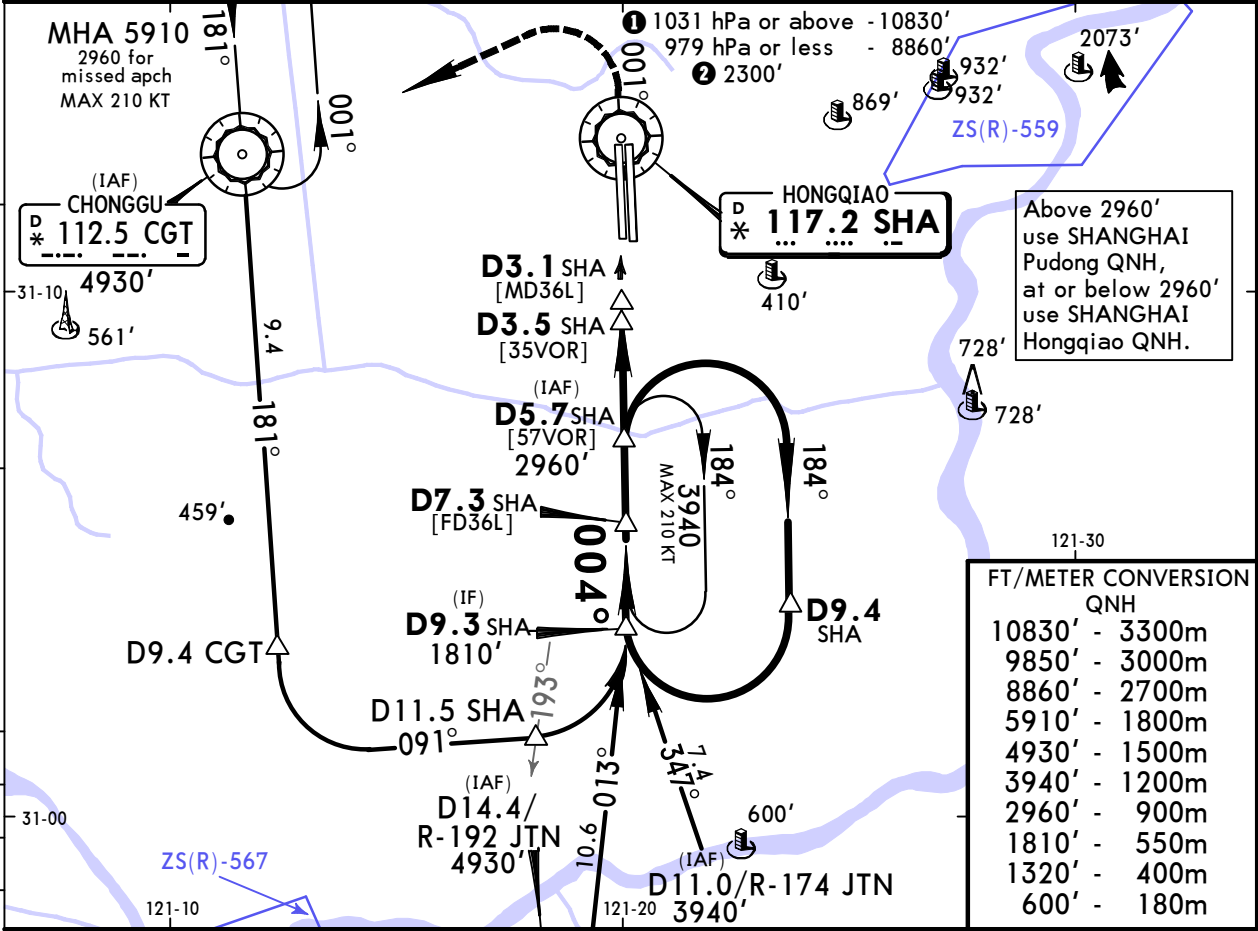 MHA 5910
2960 for
missed apch
MAX 210 KT
181°
001°
001°
❶ 1031 hPa or above - 10830'
979 hPa or less - 8860'
❷ 2300'
2073'
932'
932'
869'
ZS(R)-559
(IAF)
CHONGGU
D
* 112.5 CGT
4930'
HONGQIAO
D
* 117.2 SHA
Above 2960'
use SHANGHAI
Pudong QNH,
at or below 2960'
use SHANGHAI
Hongqiao QNH.
31-10
561'
410'
D3.1 SHA
[MD36L]
D3.5 SHA
[35VOR]
9.4
181°
(IAF)
D5.7 SHA
[57VOR]
2960'
728'
728'
184°
184°
3940
MAX 210 KT
459'
D7.3 SHA
[FD36L]
004°
121-30
(IF)
D9.3 SHA
1810'
D9.4
SHA
D9.4 CGT
193°
D11.5 SHA
091°
013°
10.6
7.4
347°
(IAF)
D14.4/
R-192 JTN
4930'
600'
(IAF)
D11.0/R-174 JTN
3940'
31-00
ZS(R)-567
121-10
121-20
FT/METER CONVERSION
QNH
10830' - 3300m
9850' - 3000m
8860' - 2700m
5910' - 1800m
4930' - 1500m
3940' - 1200m
2960' - 900m
1810' - 550m
1320' - 400m
600' - 180m